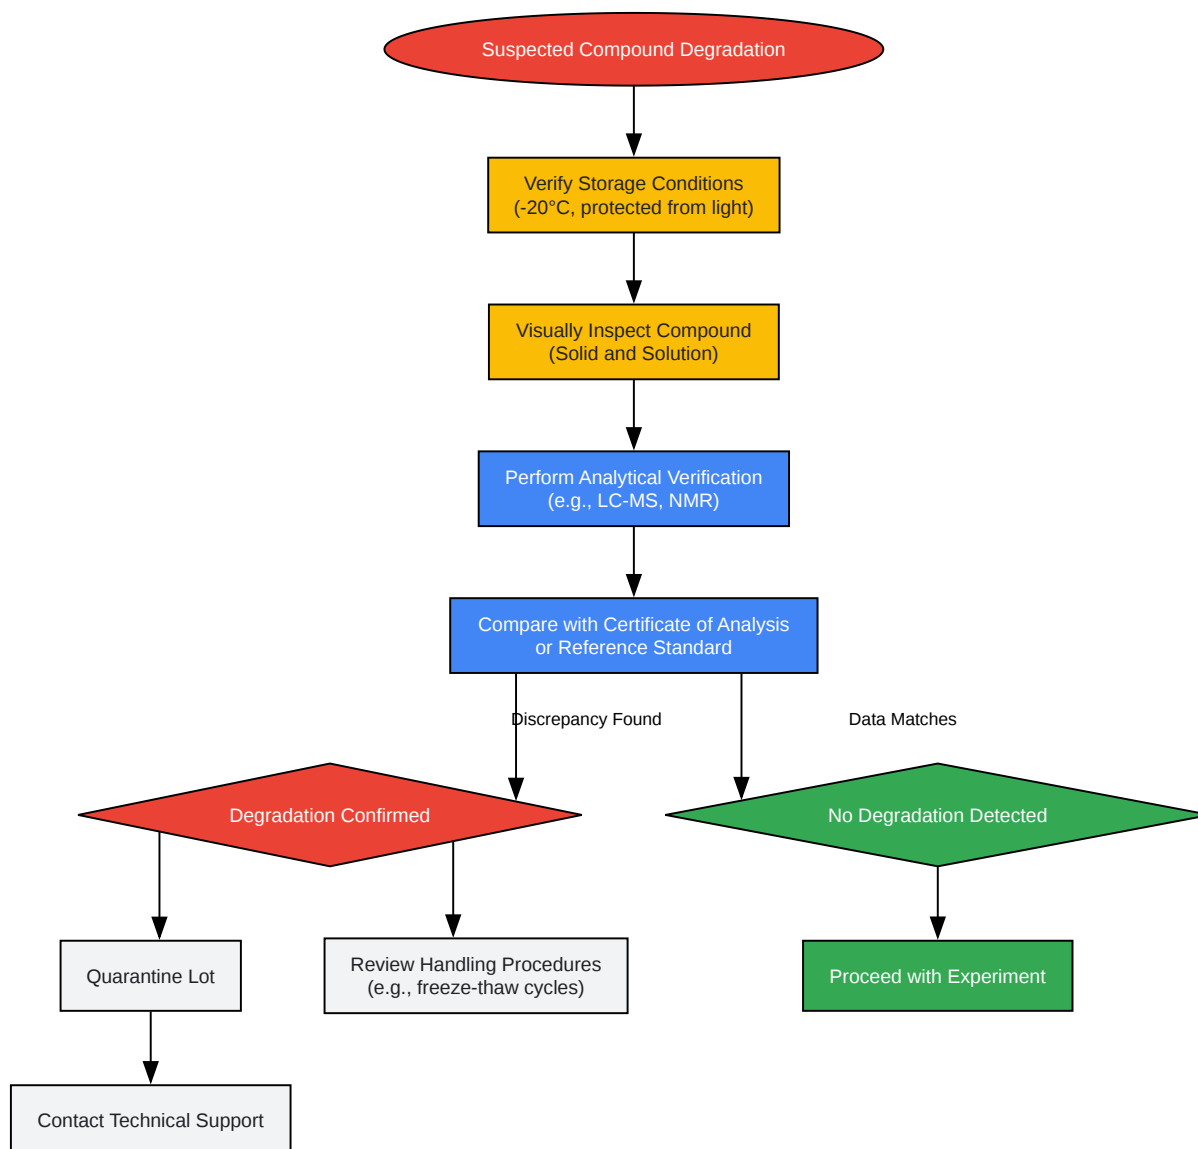 Suspected Compound Degradation
Verify Storage Conditions
(-20°C, protected from light)
Visually Inspect Compound
(Solid and Solution)
Perform Analytical Verification
(e.g., LC-MS, NMR)
Compare with Certificate of Analysis
or Reference Standard
Discrepancy Found
Data Matches
Degradation Confirmed
No Degradation Detected
Quarantine Lot
Review Handling Procedures
(e.g., freeze-thaw cycles)
Proceed with Experiment
Contact Technical Support